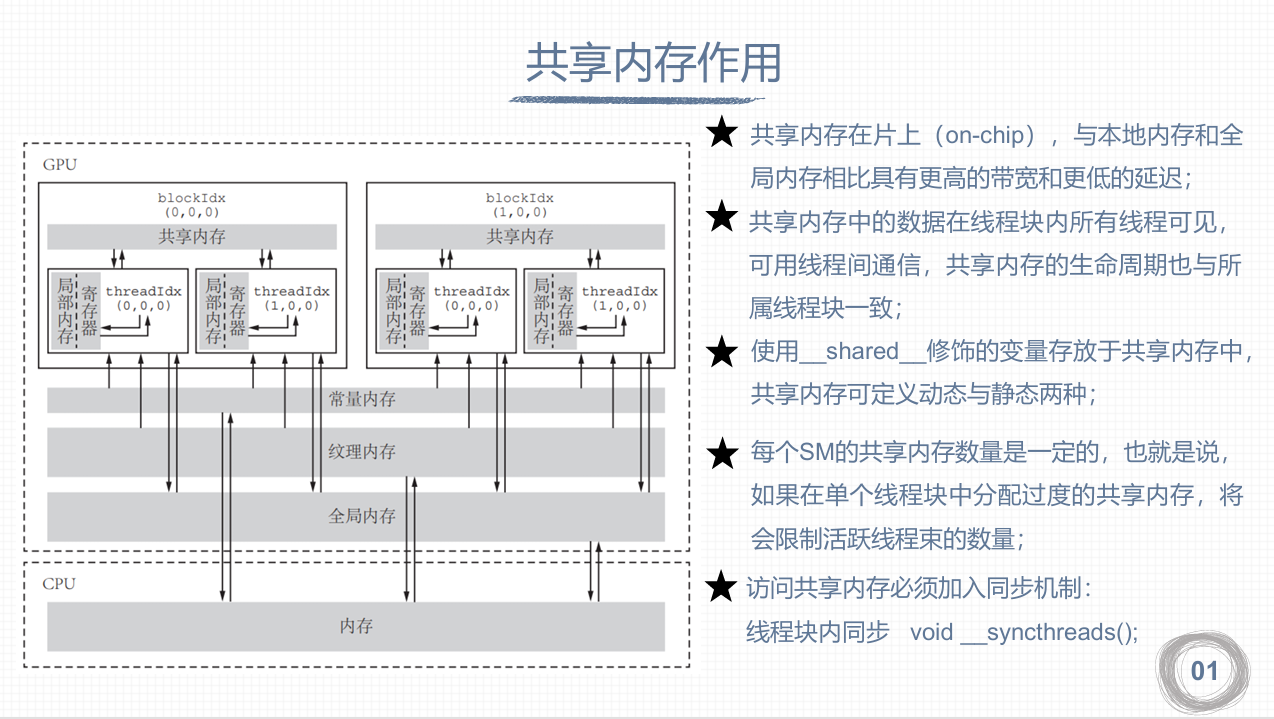 共享内存作用
GPU
blockIdx
(0,0,0)
共享内存
局部内存
寄存器
threadIdx
(0,0,0)
局部内存
寄存器
threadIdx
(1,0,0)
blockIdx
(1,0,0)
共享内存
局部内存
寄存器
threadIdx
(0,0,0)
局部内存
寄存器
threadIdx
(1,0,0)
常量内存
纹理内存
全局内存
CPU
内存
共享内存在片上（on-chip），与本地内存和全
局内存相比具有更高的带宽和更低的延迟；
共享内存中的数据在线程块内所有线程可见，
可用线程间通信，共享内存的生命周期也与所
属线程块一致；
使用__shared__修饰的变量存放于共享内存中，
共享内存可定义动态与静态两种；
每个SM的共享内存数量是一定的，也就是说，
如果在单个线程块中分配过度的共享内存，将
会限制活跃线程束的数量；
访问共享内存必须加入同步机制：
线程块内同步 void __syncthreads();
01